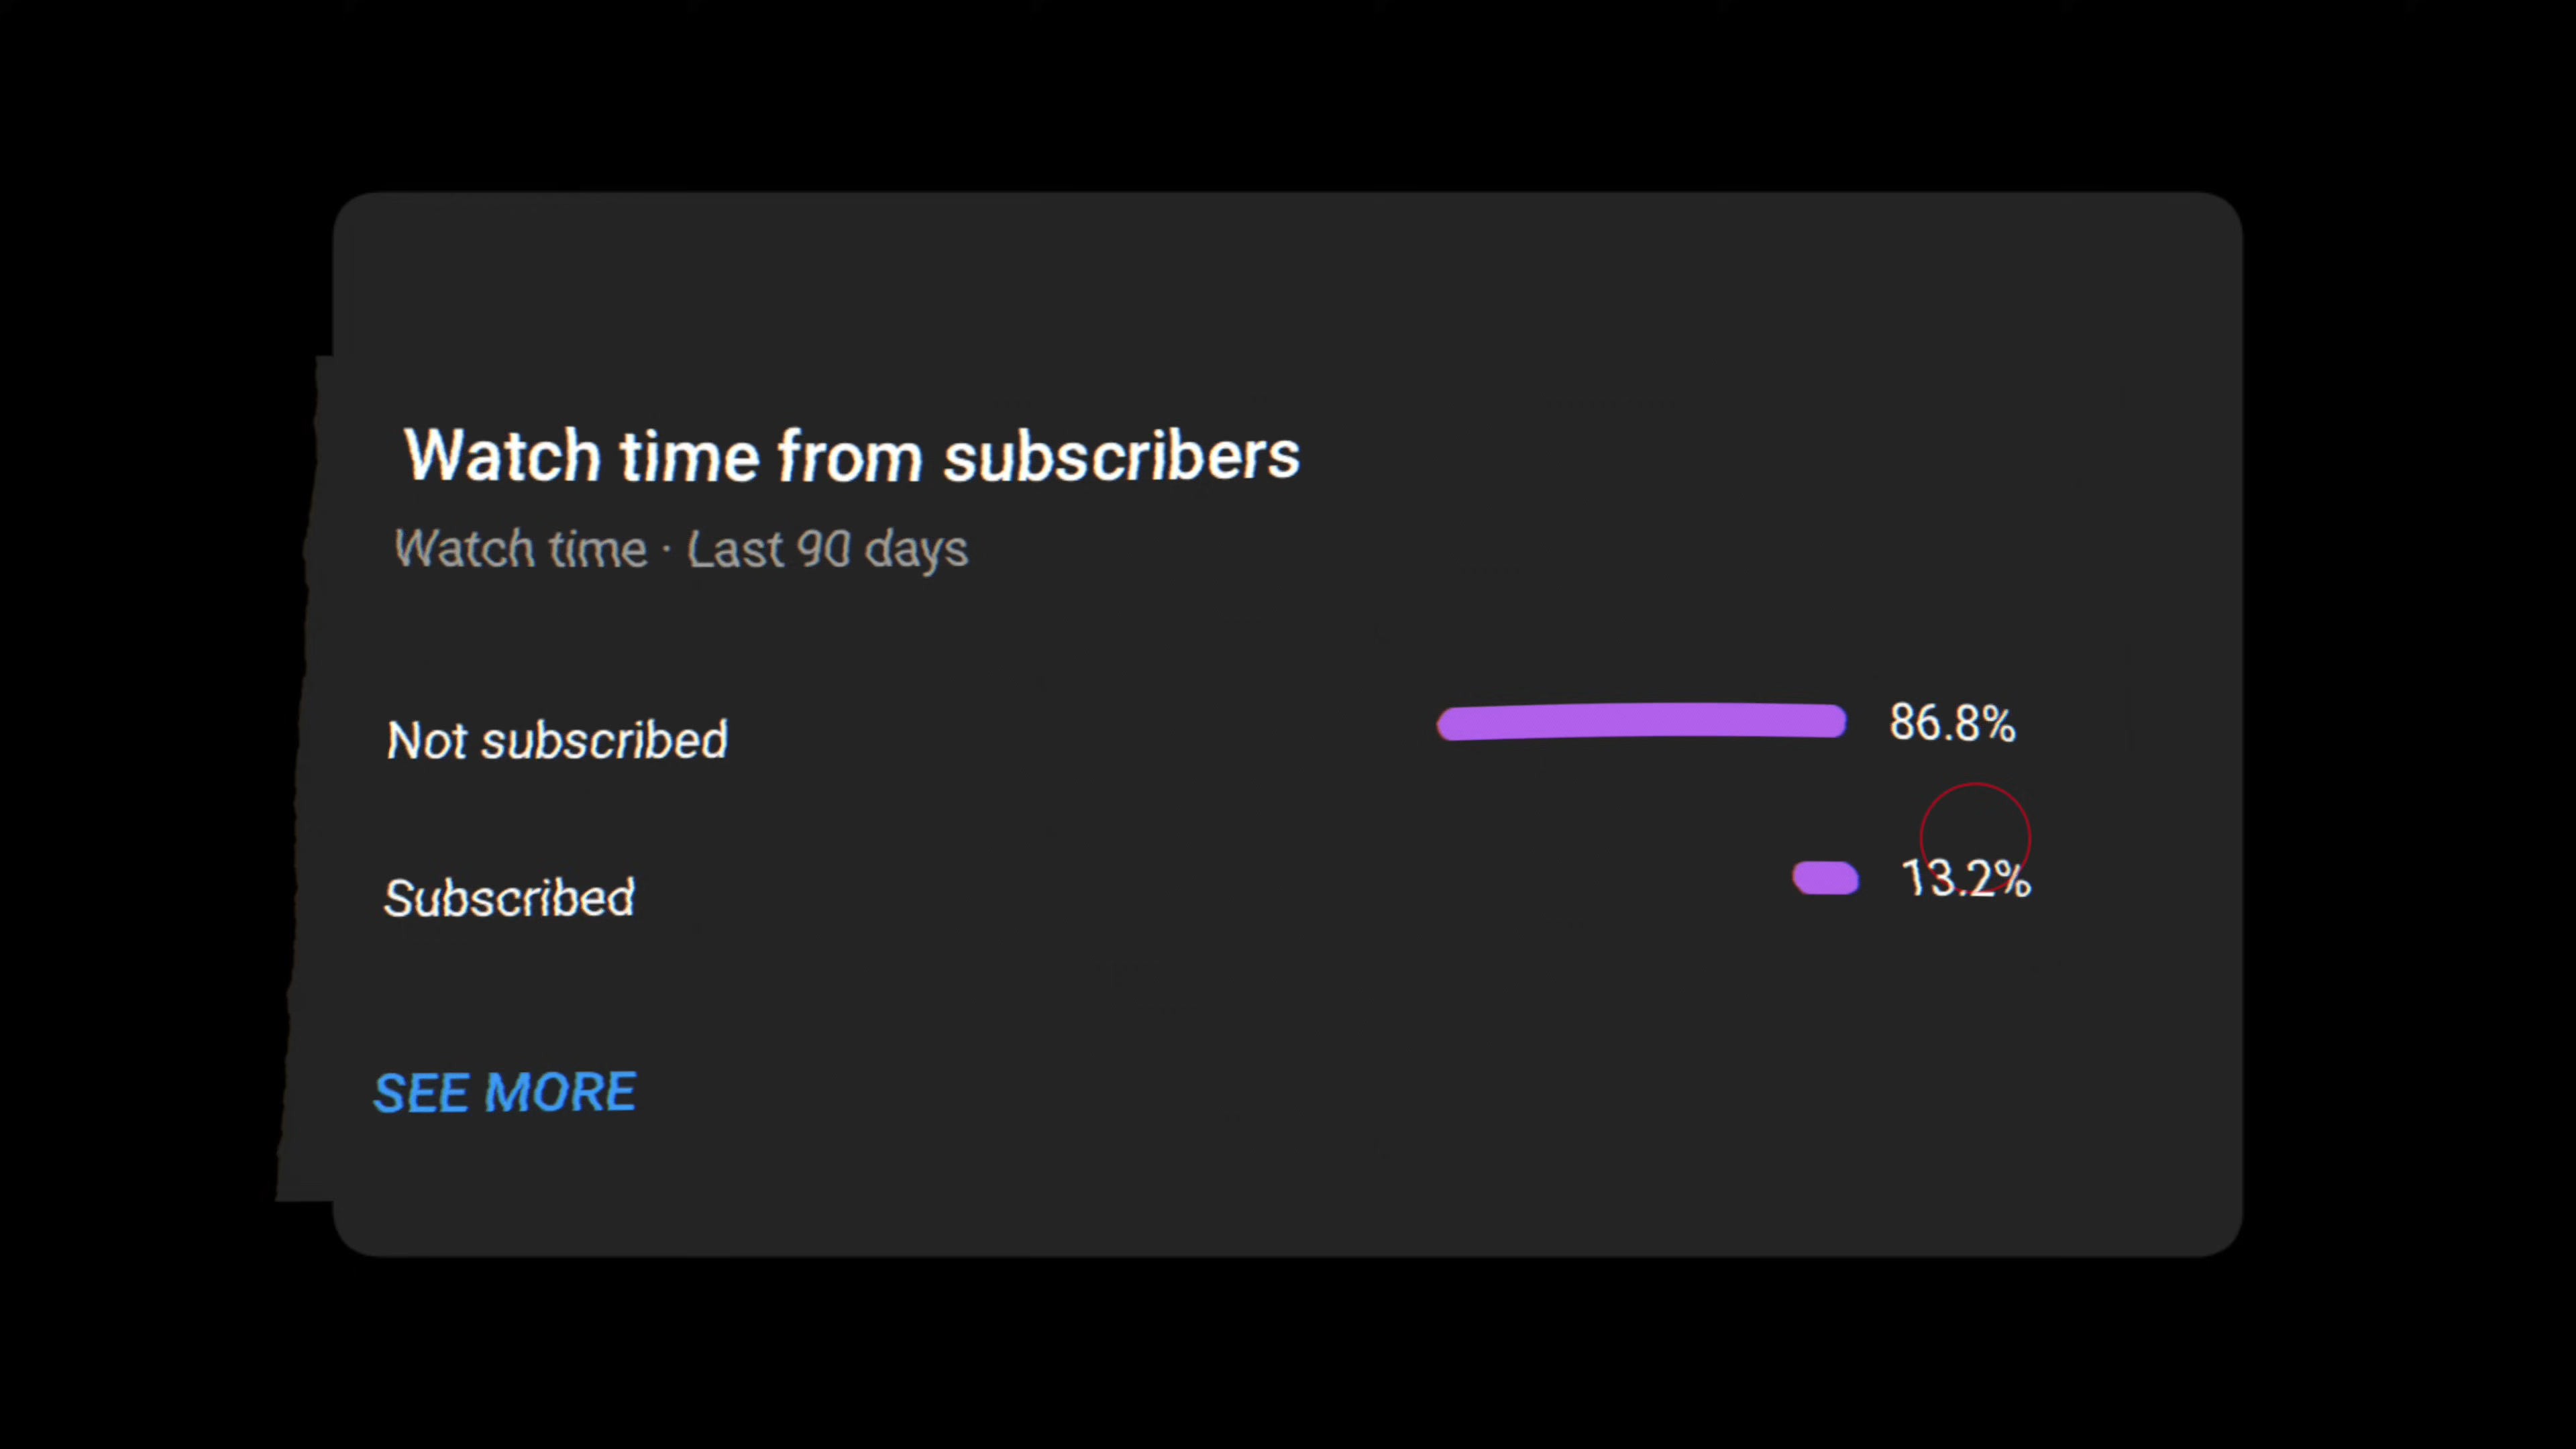 Watch time from subscribers
Watch time · Last 90 days
Not subscribed 86.8%
Subscribed 13.2%
SEE MORE